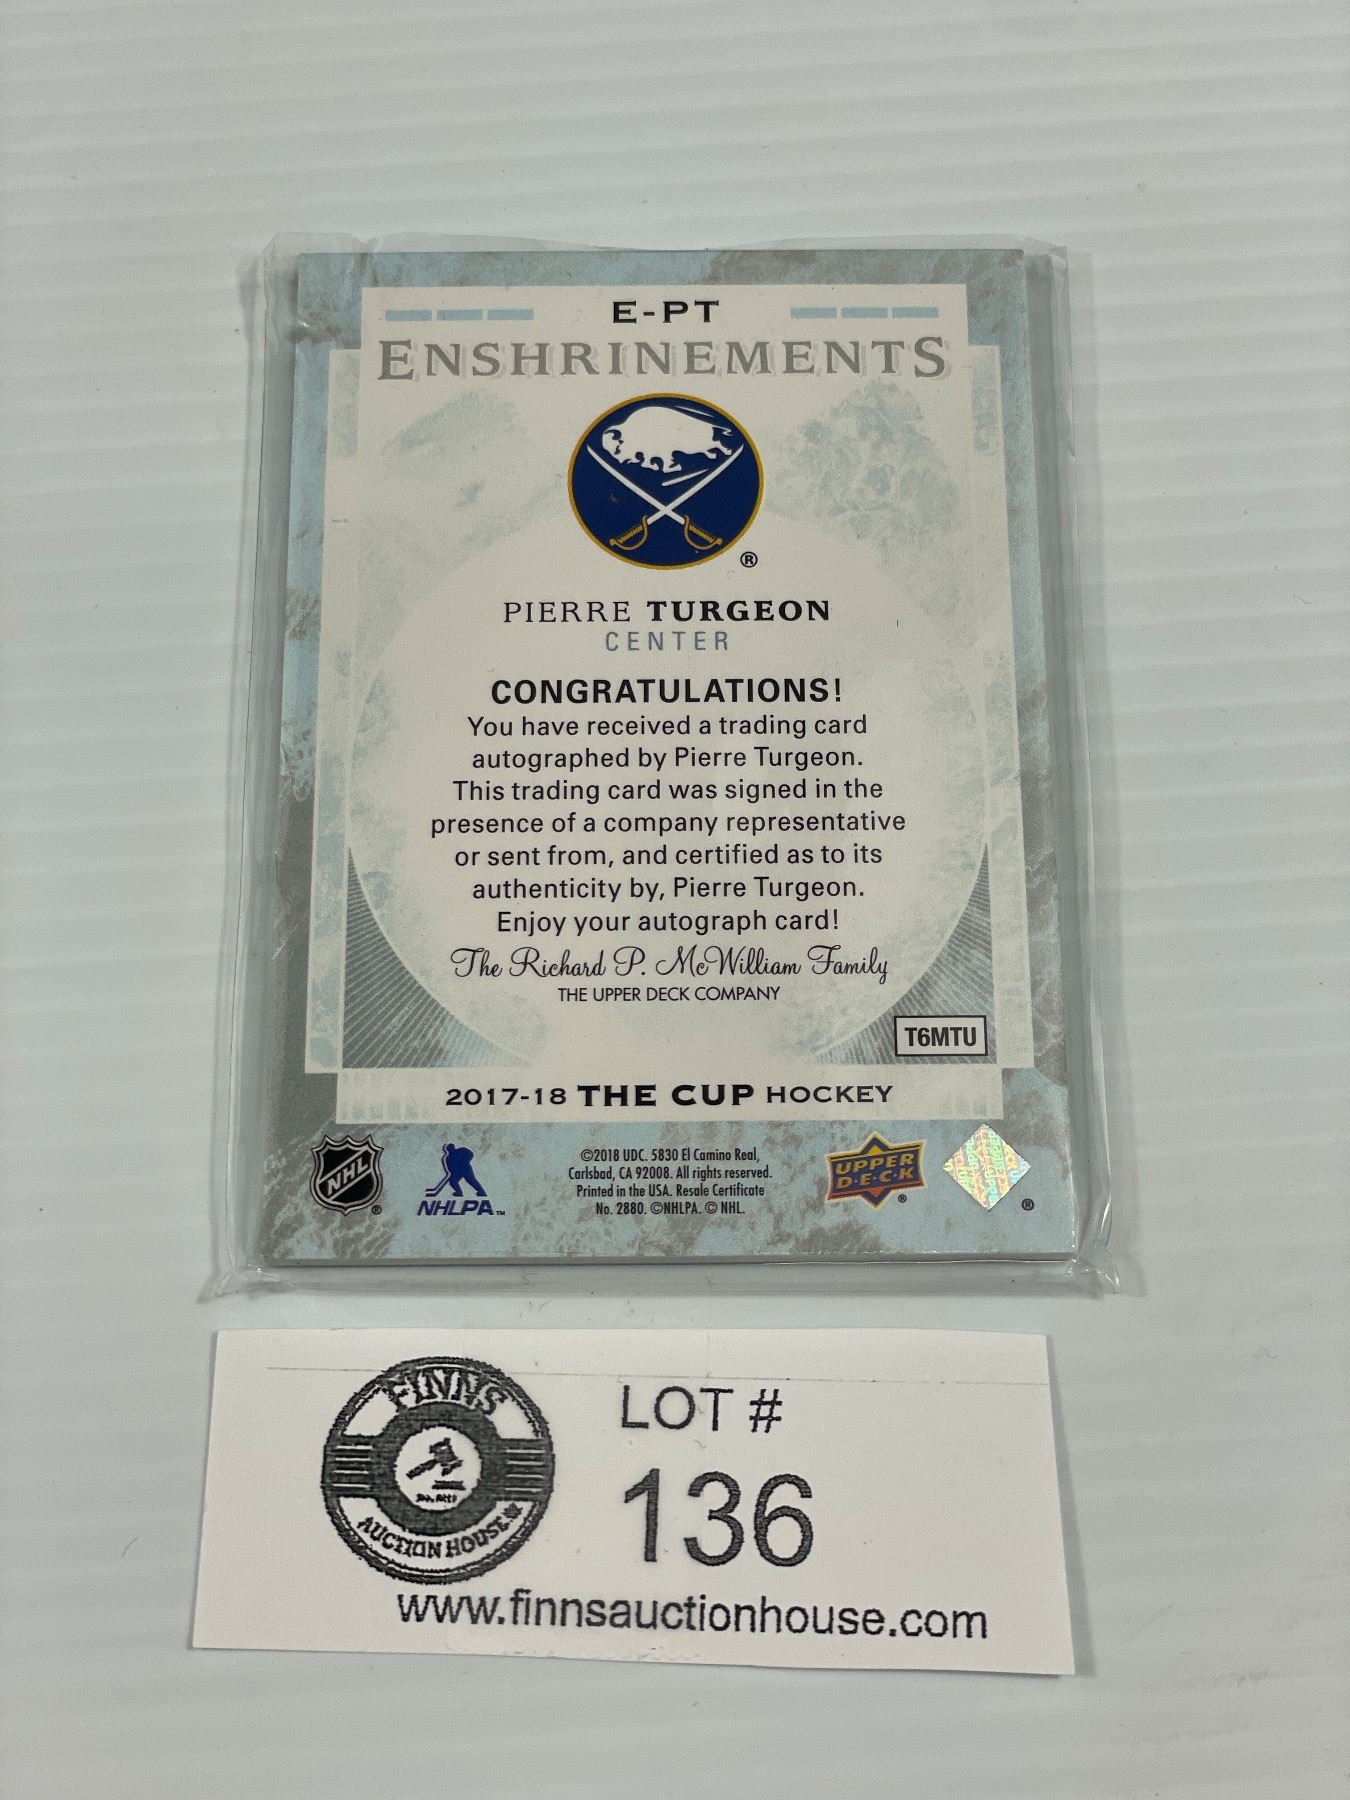 E-PT
ENSHRINEMENTS
®
PIERRE TURGEON
CENTER
CONGRATULATIONS!
You have received a trading card
autographed by Pierre Turgeon.
This trading card was signed in the
presence of a company representative
or sent from, and certified as to its
authenticity by, Pierre Turgeon.
Enjoy your autograph card!
The Richard P. McWilliam Family
THE UPPER DECK COMPANY
T6MTU
2017-18 THE CUP HOCKEY
NHL ®
NHLPA ™
©2018 UDC. 5830 El Camino Real,
Carlsbad, CA 92008. All rights reserved.
Printed in the USA. Resale Certificate
No. 2880. ©NHLPA. © NHL.
UPPER
D·E·C·K ®
®
FINNS
AUCTION HOUSE
LOT #
136
www.finnsauctionhouse.com